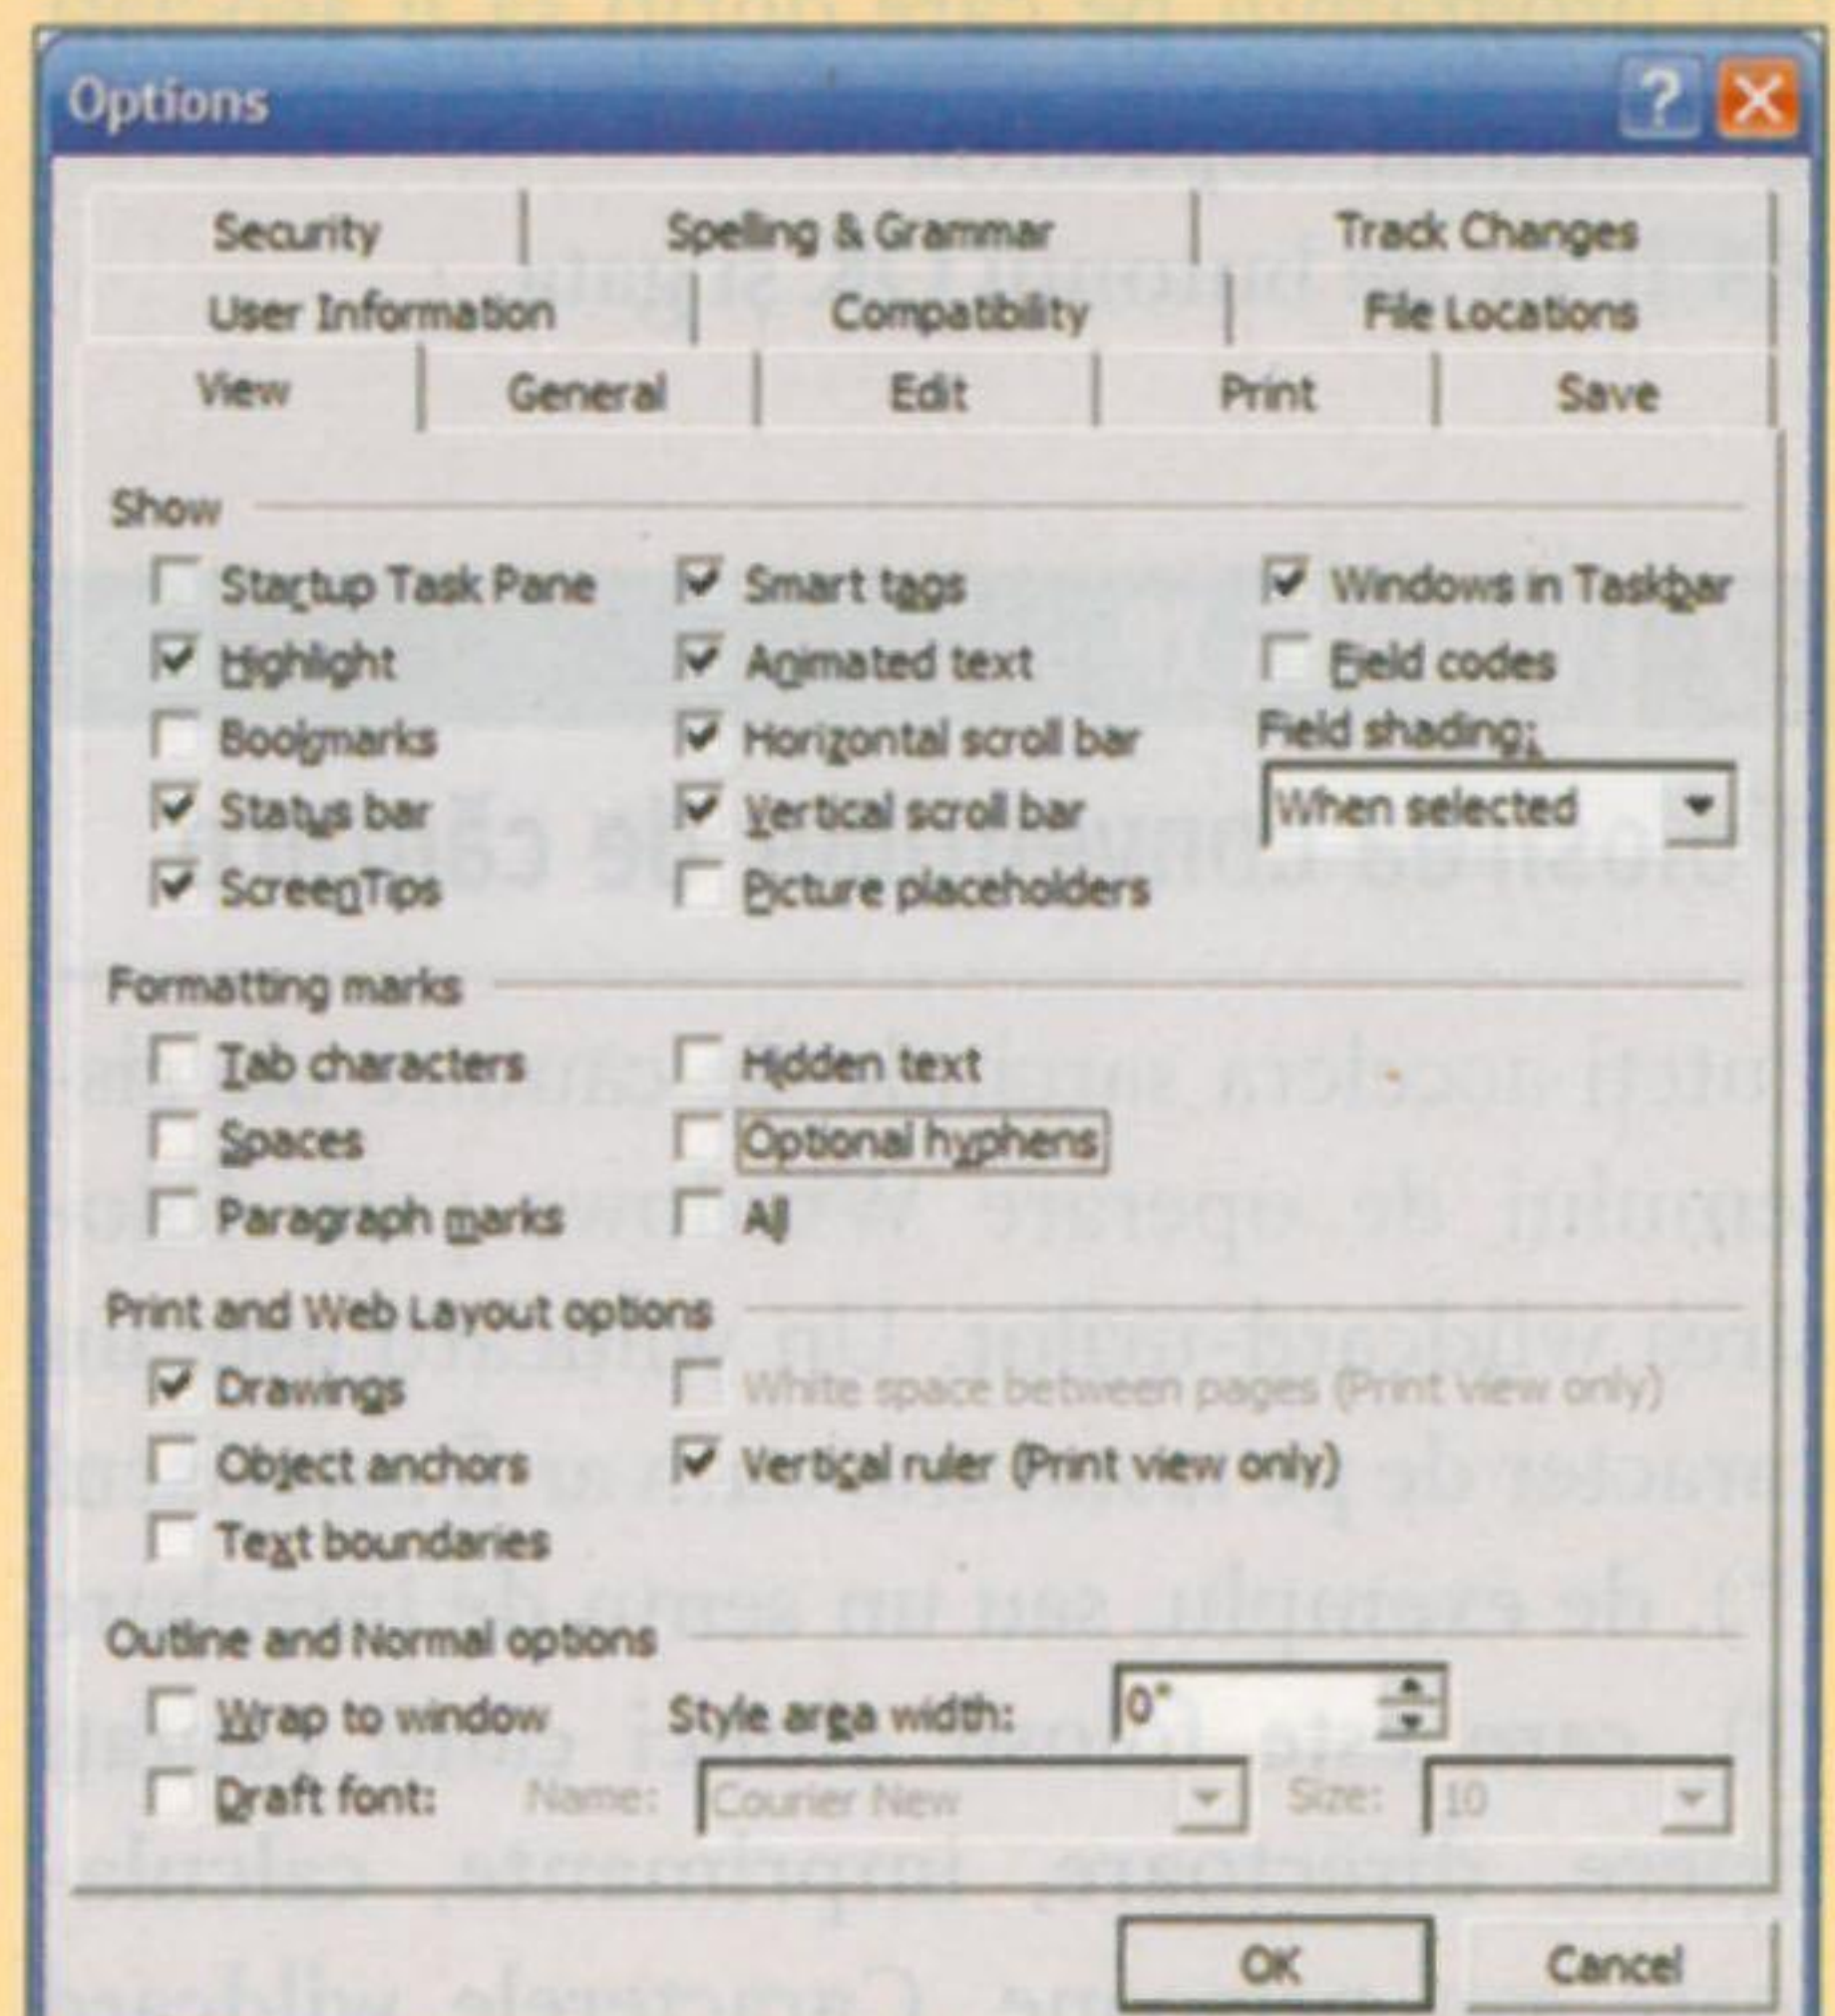 Options
Security Spelling & Grammar Track Changes
User Information Compatibility File Locations
View General Edit Print Save
Show
Startup Task Pane Smart tags Windows in Taskbar
Highlight Animated text Field codes
Bookmarks Horizontal scroll bar Field shading:
Status bar Vertical scroll bar When selected
ScreenTips Picture placeholders
Formatting marks
Tab characters Hidden text
Spaces Optional hyphens
Paragraph marks All
Print and Web Layout options
Drawings White space between pages (Print view only)
Object anchors Vertical ruler (Print view only)
Text boundaries
Outline and Normal options
Wrap to window Style area width: 0"
Draft font: Name: Courier New Size: 10
OK Cancel